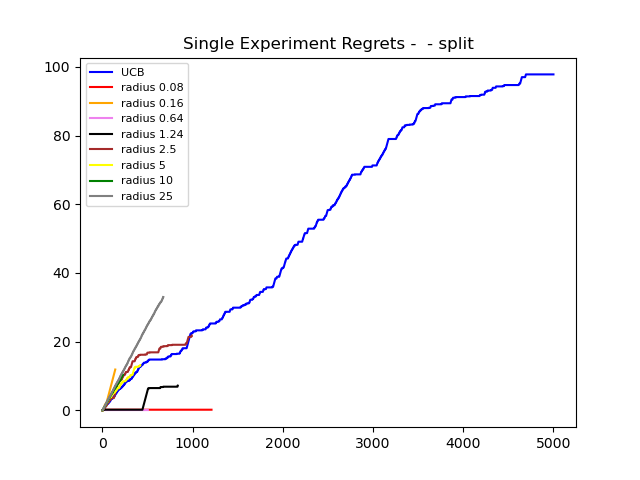 Single Experiment Regrets -  - split
100
80
60
40
20
0
UCB
radius 0.08
radius 0.16
radius 0.64
radius 1.24
radius 2.5
radius 5
radius 10
radius 25
0 1000 2000 3000 4000 5000